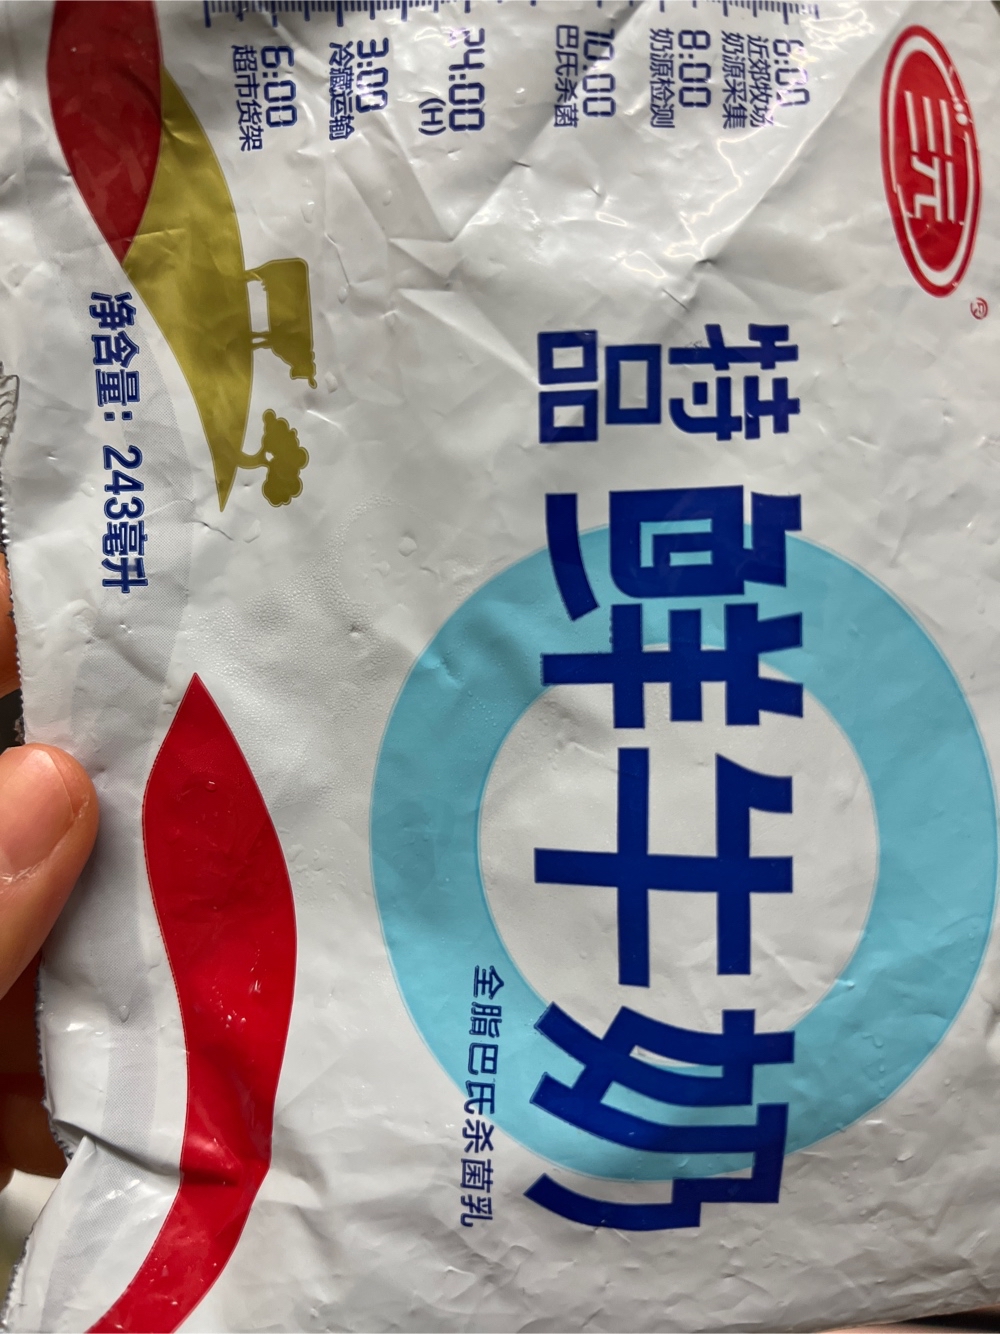 三元
®
6:00
近郊牧场
奶源采集
8:00
奶源检测
10:00
巴氏杀菌
24:00
(H)
3:00
冷藏运输
6:00
超市货架
特品
鲜牛奶
全脂巴氏杀菌乳
净含量：243毫升